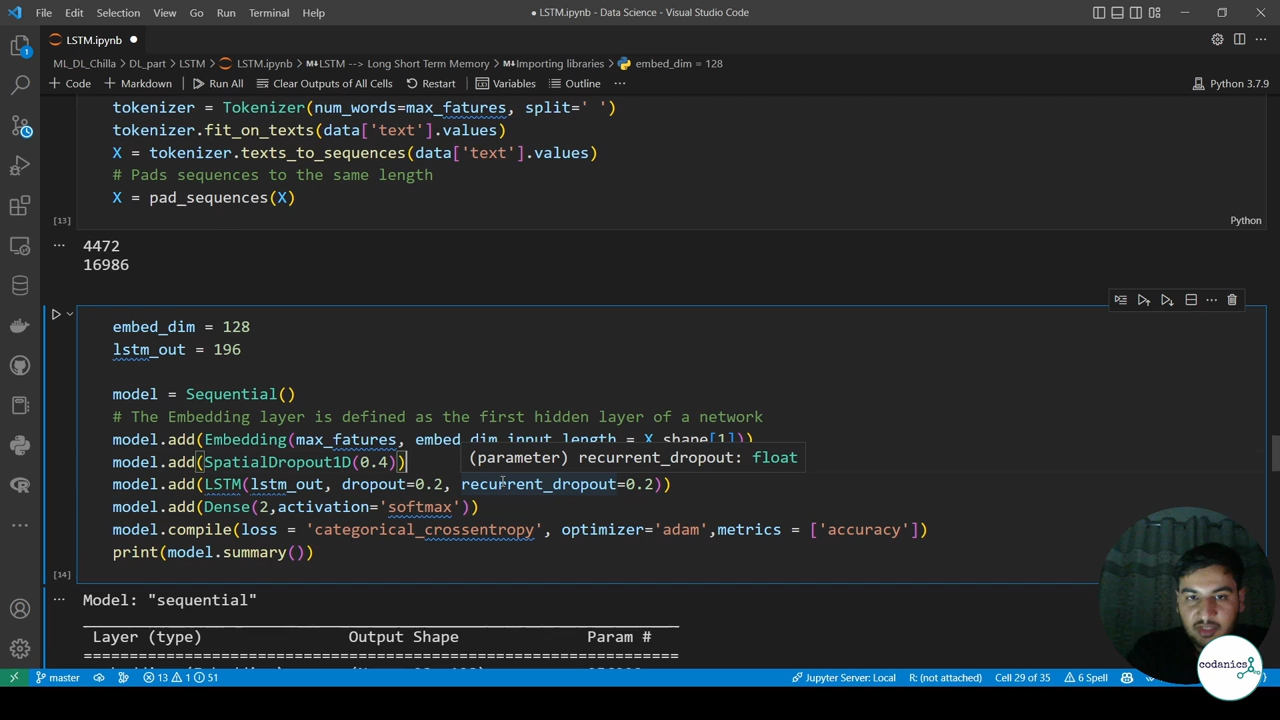 File Edit Selection View Go Run Terminal Help
● LSTM.ipynb - Data Science - Visual Studio Code
LSTM.ipynb ●
ML_DL_Chilla > DL_part > LSTM > LSTM.ipynb > M↓LSTM --> Long Short Term Memory > M↓Importing libraries > embed_dim = 128
+ Code + Markdown Run All Clear Outputs of All Cells Restart Variables Outline ... Python 3.7.9
tokenizer = Tokenizer(num_words=max_fatures, split=' ')
tokenizer.fit_on_texts(data['text'].values)
X = tokenizer.texts_to_sequences(data['text'].values)
# Pads sequences to the same length
X = pad_sequences(X)
[13] Python
4472
16986
embed_dim = 128
lstm_out = 196
model = Sequential()
# The Embedding layer is defined as the first hidden layer of a network
model.add(Embedding(max_fatures, embed_dim,input_length = X.shape[1]))
(parameter) recurrent_dropout: float
model.add(SpatialDropout1D(0.4))
model.add(LSTM(lstm_out, dropout=0.2, recurrent_dropout=0.2))
model.add(Dense(2,activation='softmax'))
model.compile(loss = 'categorical_crossentropy', optimizer='adam',metrics = ['accuracy'])
print(model.summary())
[14]
Model: "sequential"
Layer (type) Output Shape Param #
=================================================================
codanics
master 13 1 51 Jupyter Server: Local R: (not attached) Cell 29 of 35 6 Spell